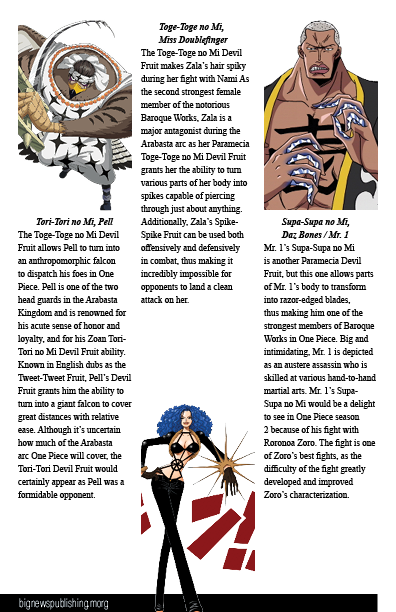 Tori-Tori no Mi, Pell
The Toge-Toge no Mi Devil
Fruit allows Pell to turn into
an anthropomorphic falcon
to dispatch his foes in One
Piece. Pell is one of the two
head guards in the Arabasta
Kingdom and is renowned for
his acute sense of honor and
loyalty, and for his Zoan Tori-
Tori no Mi Devil Fruit ability.
Known in English dubs as the
Tweet-Tweet Fruit, Pell's Devil
Fruit grants him the ability to
turn into a giant falcon to cover
great distances with relative
ease. Although it's uncertain
how much of the Arabasta
arc One Piece will cover, the
Tori-Tori Devil Fruit would
certainly appear as Pell was a
formidable opponent.
Toge-Toge no Mi,
Miss Doublefinger
The Toge-Toge no Mi Devil
Fruit makes Zala's hair spiky
during her fight with Nami As
the second strongest female
member of the notorious
Baroque Works, Zala is a
major antagonist during the
Arabasta arc as her Paramecia
Toge-Toge no Mi Devil Fruit
grants her the ability to turn
various parts of her body into
spikes capable of piercing
through just about anything.
Additionally, Zala's Spike-
Spike Fruit can be used both
offensively and defensively
in combat, thus making it
incredibly impossible for
opponents to land a clean
attack on her.
Supa-Supa no Mi,
Daz Bones / Mr. 1
Mr. 1's Supa-Supa no Mi
is another Paramecia Devil
Fruit, but this one allows parts
of Mr. 1's body to transform
into razor-edged blades,
thus making him one of the
strongest members of Baroque
Works in One Piece. Big and
intimidating, Mr. 1 is depicted
as an austere assassin who is
skilled at various hand-to-hand
martial arts. Mr. 1's Supa-
Supa no Mi would be a delight
to see in One Piece season
2 because of his fight with
Roronoa Zoro. The fight is one
of Zoro's best fights, as the
difficulty of the fight greatly
developed and improved
Zoro's characterization.
bignewspublishing.morg